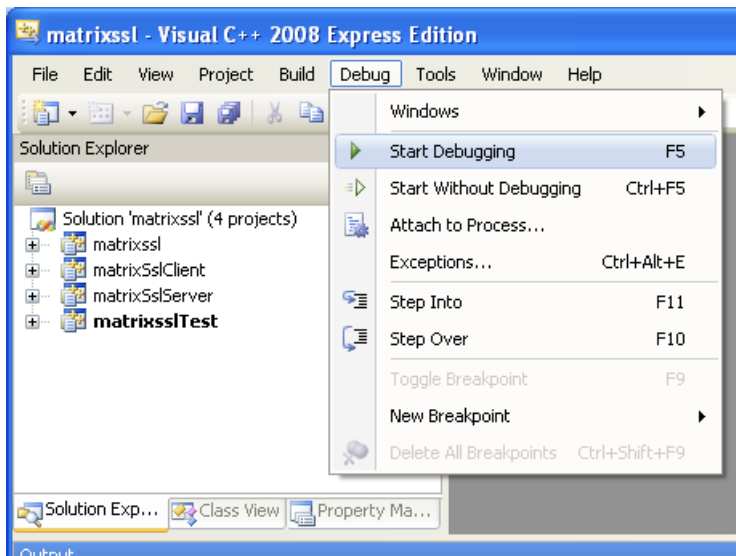 matrixssl - Visual C++ 2008 Express Edition
File Edit View Project Build Debug Tools Window Help
Solution Explorer
Solution 'matrixssl' (4 projects)
matrixssl
matrixSslClient
matrixSslServer
matrixsslTest
Windows
Start Debugging F5
Start Without Debugging Ctrl+F5
Attach to Process...
Exceptions... Ctrl+Alt+E
Step Into F11
Step Over F10
Toggle Breakpoint F9
New Breakpoint
Delete All Breakpoints Ctrl+Shift+F9
Solution Exp... Class View Property Ma...
Output